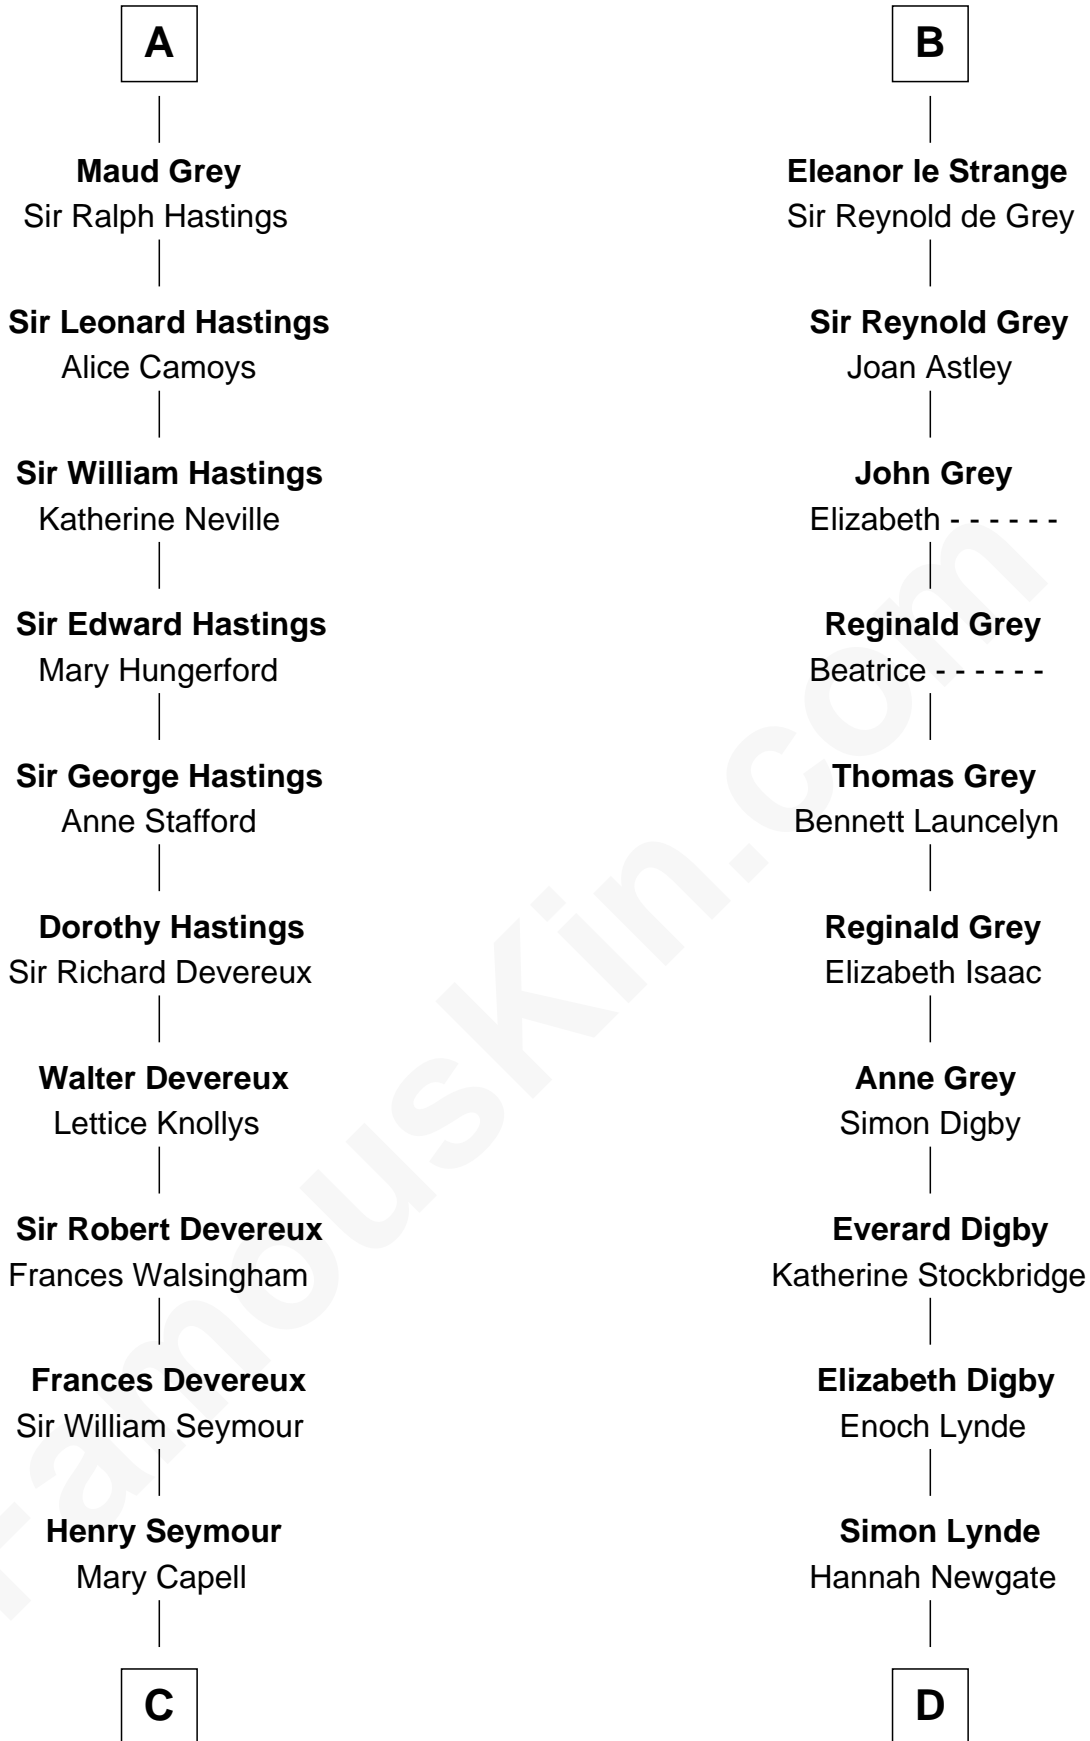 A
Maud Grey
Sir Ralph Hastings
Sir Leonard Hastings
Alice Camoys
Sir William Hastings
Katherine Neville
Sir Edward Hastings
Mary Hungerford
Sir George Hastings
Anne Stafford
Dorothy Hastings
Sir Richard Devereux
Walter Devereux
Lettice Knollys
Sir Robert Devereux
Frances Walsingham
Frances Devereux
Sir William Seymour
Henry Seymour
Mary Capell
C
B
Eleanor le Strange
Sir Reynold de Grey
Sir Reynold Grey
Joan Astley
John Grey
Elizabeth - - - - - -
Reginald Grey
Beatrice - - - - - -
Thomas Grey
Bennett Launcelyn
Reginald Grey
Elizabeth Isaac
Anne Grey
Simon Digby
Everard Digby
Katherine Stockbridge
Elizabeth Digby
Enoch Lynde
Simon Lynde
Hannah Newgate
D
FamousKin.com